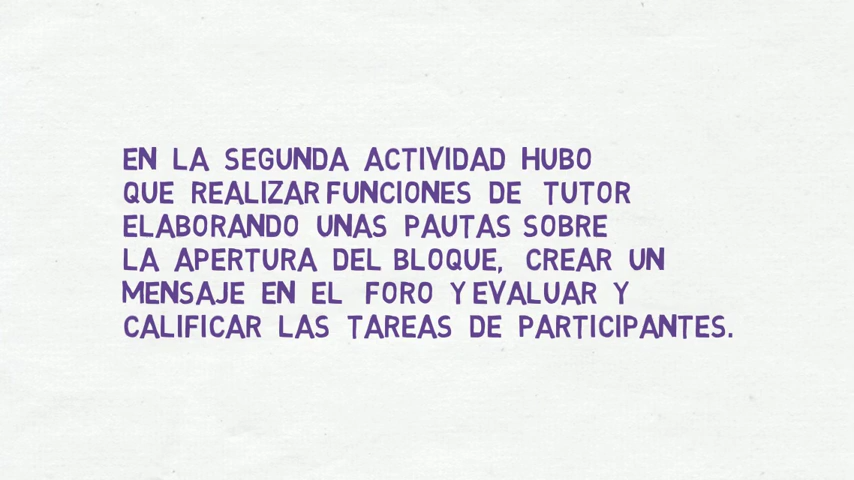 EN LA SEGUNDA ACTIVIDAD HUBO
QUE REALIZAR FUNCIONES DE TUTOR
ELABORANDO UNAS PAUTAS SOBRE
LA APERTURA DEL BLOQUE, CREAR UN
MENSAJE EN EL FORO Y EVALUAR Y
CALIFICAR LAS TAREAS DE PARTICIPANTES.